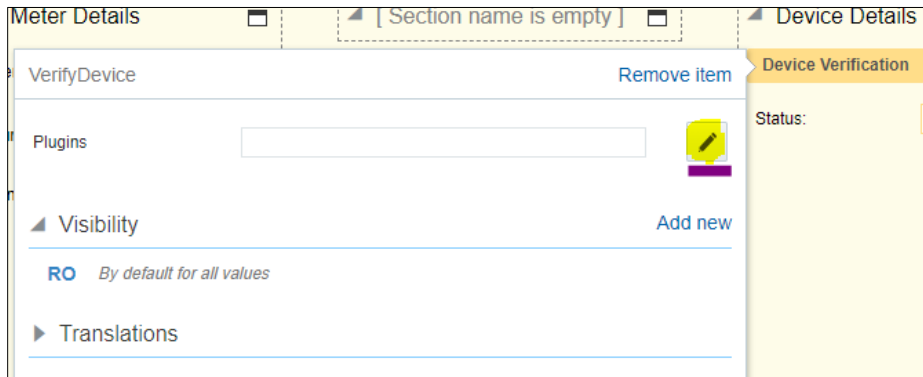 Meter Details
[ Section name is empty ]
Device Details
VerifyDevice
Remove item
Device Verification
Status:
Plugins
Visibility
Add new
RO By default for all values
Translations